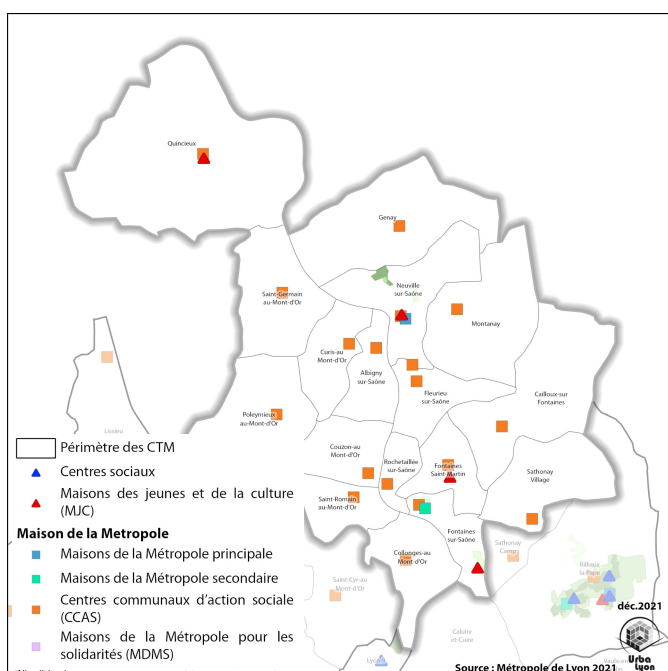 Quincieux
Genay
Neuville
sur-Saône
Saint-Germain
au-Mont-d'Or
Montanay
Curis-au
Mont-d'Or
Albigny
sur-Saône
Fleurieu
sur-Saône
Cailloux-sur
Fontaines
Lissieu
Poleymieux
au-Mont-d'Or
Périmètre des CTM
Centres sociaux
Maisons des jeunes et de la culture
(MJC)
Maison de la Metropole
Maisons de la Métropole principale
Maisons de la Métropole secondaire
Centres communaux d'action sociale
(CCAS)
Maisons de la Métropole pour les
solidarités (MDMS)
Couzon-au
Mont-d'Or
Rochetaillée
sur-Saône
Fontaines
Saint-Martin
Sathonay
Village
Saint-Romain
au-Mont-d'Or
Fontaines
sur-Saône
Collonges-au
Mont-d'Or
Sathonay
Camp
Rillieux
la-Pape
Saint-Cyr-au
Mont-d'Or
Caluire
et-Cuire
Lyon
déc.2021
Urba
Lyon
Source : Métropole de Lyon 2021